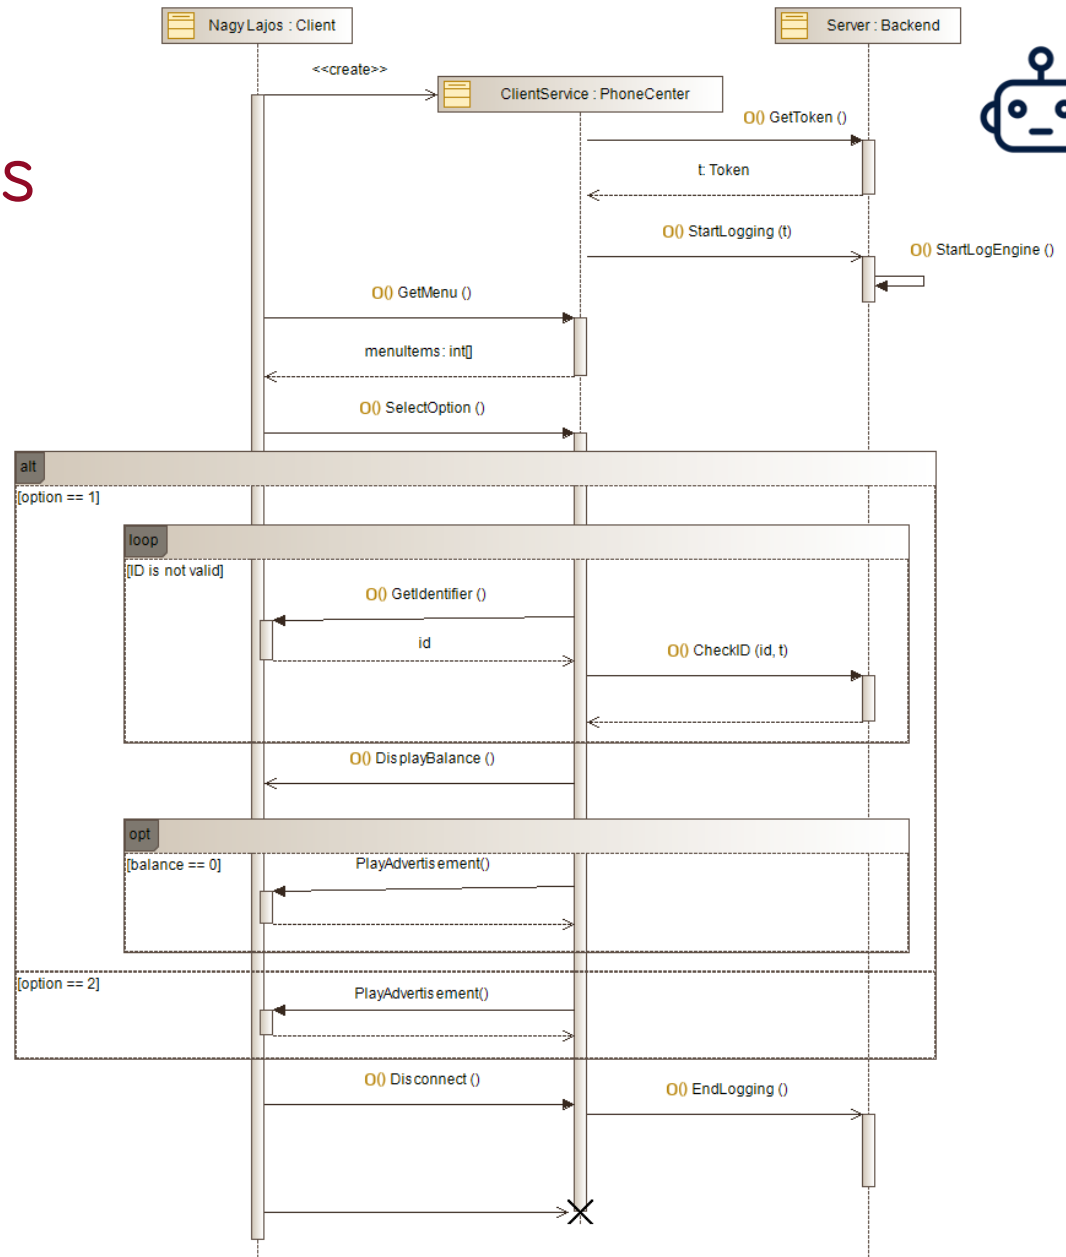 Nagy Lajos : Client
Server : Backend
<<create>>
ClientService : PhoneCenter
O() GetToken ()
t: Token
s
O() StartLogging (t)
O() StartLogEngine ()
O() GetMenu ()
menuItems: int[]
O() SelectOption ()
alt
[option == 1]
loop
[ID is not valid]
O() GetIdentifier ()
id
O() CheckID (id, t)
O() DisplayBalance ()
opt
[balance == 0]
PlayAdvertisement()
[option == 2]
PlayAdvertisement()
O() Disconnect ()
O() EndLogging ()